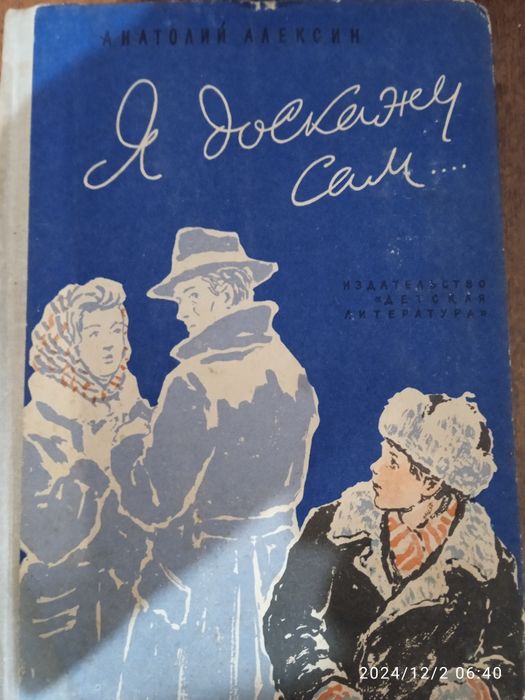 АНАТОЛИЙ АЛЕКСИН
Я доскажу
сам....
ИЗДАТЕЛЬСТВО
«ДЕТСКАЯ
ЛИТЕРАТУРА»
2024/12/2 06:40